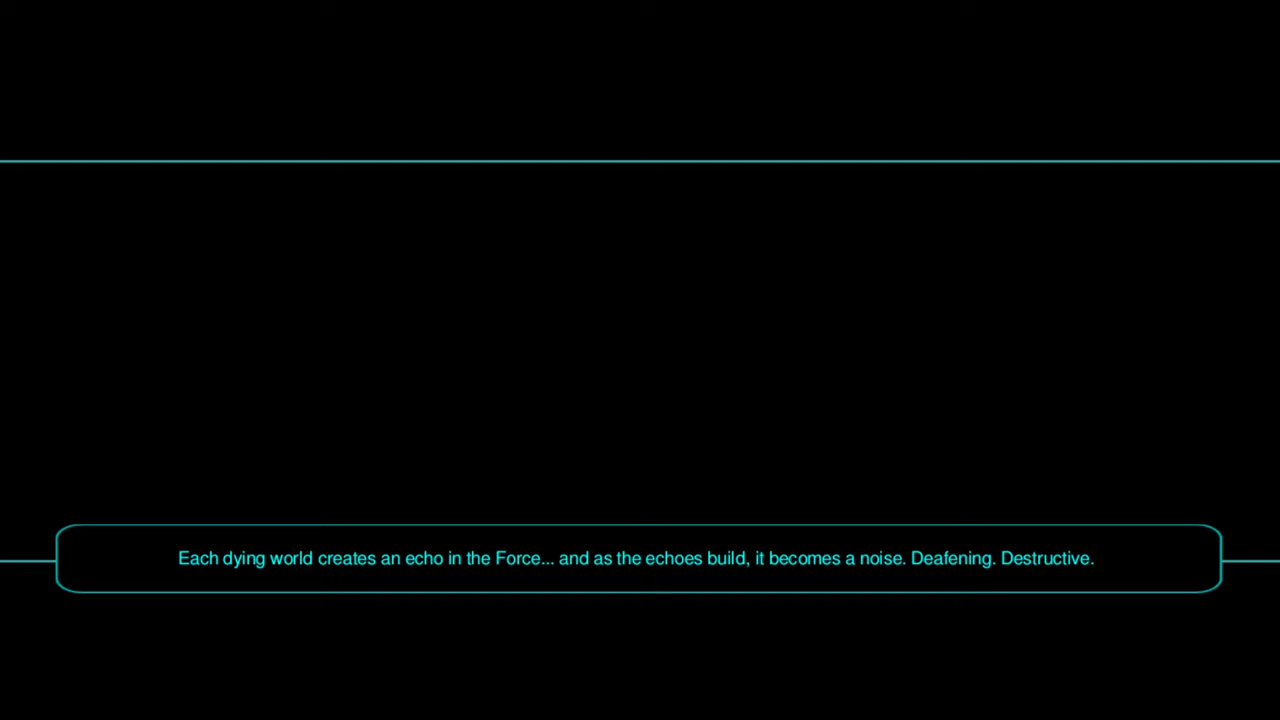 Each dying world creates an echo in the Force... and as the echoes build, it becomes a noise. Deafening. Destructive.